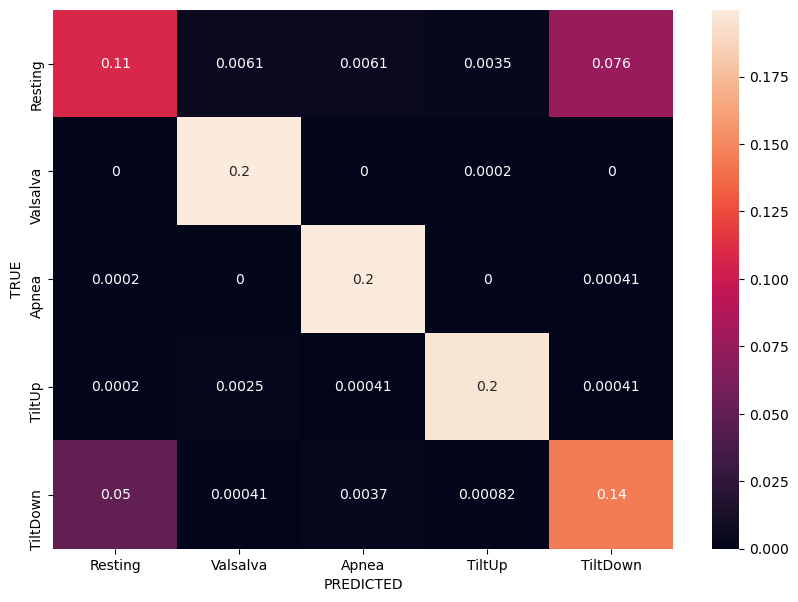 Resting 0.11 0.0061 0.0061 0.0035 0.076
Valsalva 0 0.2 0 0.0002 0
Apnea 0.0002 0 0.2 0 0.00041
TiltUp 0.0002 0.0025 0.00041 0.2 0.00041
TiltDown 0.05 0.00041 0.0037 0.00082 0.14
TRUE
Resting Valsalva Apnea TiltUp TiltDown
PREDICTED
0.175
0.150
0.125
0.100
0.075
0.050
0.025
0.000